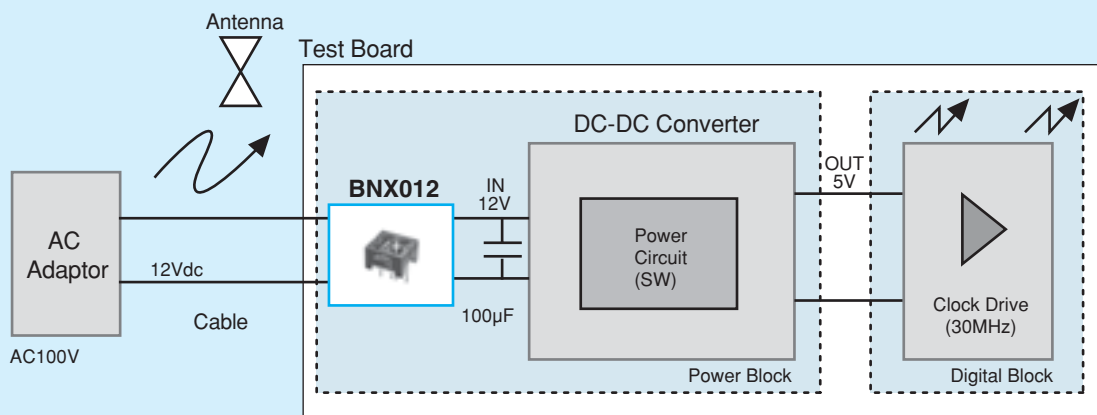 Antenna
Test Board
DC-DC Converter
BNX012
IN
12V
OUT
5V
AC
Adaptor
12Vdc
Cable
AC100V
100µF
Power
Circuit
(SW)
Clock Drive
(30MHz)
Power Block
Digital Block